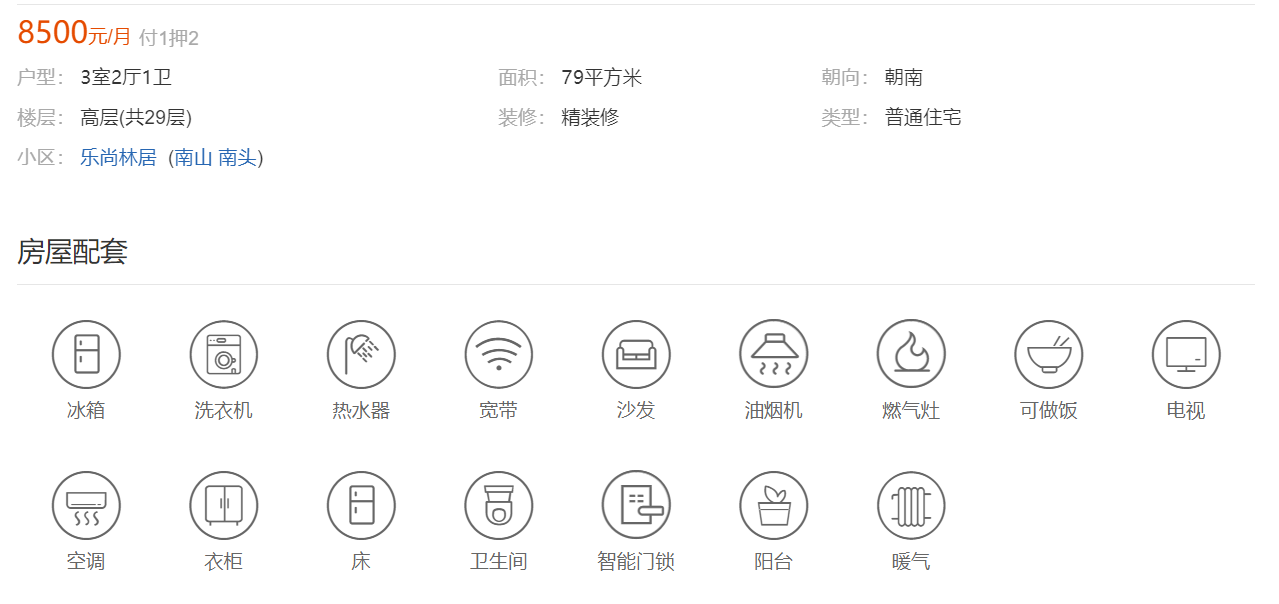 8500元/月 付1押2
户型： 3室2厅1卫 面积： 79平方米 朝向： 朝南
楼层： 高层(共29层) 装修： 精装修 类型： 普通住宅
小区： 乐尚林居 (南山 南头)
房屋配套
冰箱 洗衣机 热水器 宽带 沙发 油烟机 燃气灶 可做饭 电视
空调 衣柜 床 卫生间 智能门锁 阳台 暖气